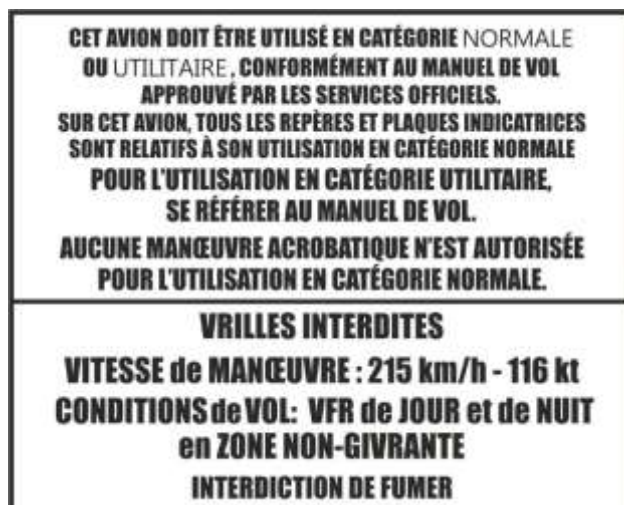 CET AVION DOIT ÊTRE UTILISÉ EN CATÉGORIE NORMALE
OU UTILITAIRE, CONFORMÉMENT AU MANUEL DE VOL
APPROUVÉ PAR LES SERVICES OFFICIELS.
SUR CET AVION, TOUS LES REPÈRES ET PLAQUES INDICATRICES
SONT RELATIFS À SON UTILISATION EN CATÉGORIE NORMALE
POUR L'UTILISATION EN CATÉGORIE UTILITAIRE,
SE RÉFÉRER AU MANUEL DE VOL.
AUCUNE MANŒUVRE ACROBATIQUE N'EST AUTORISÉE
POUR L'UTILISATION EN CATÉGORIE NORMALE.
VRILLES INTERDITES
VITESSE de MANŒUVRE : 215 km/h - 116 kt
CONDITIONS de VOL: VFR de JOUR et de NUIT
en ZONE NON-GIVRANTE
INTERDICTION DE FUMER